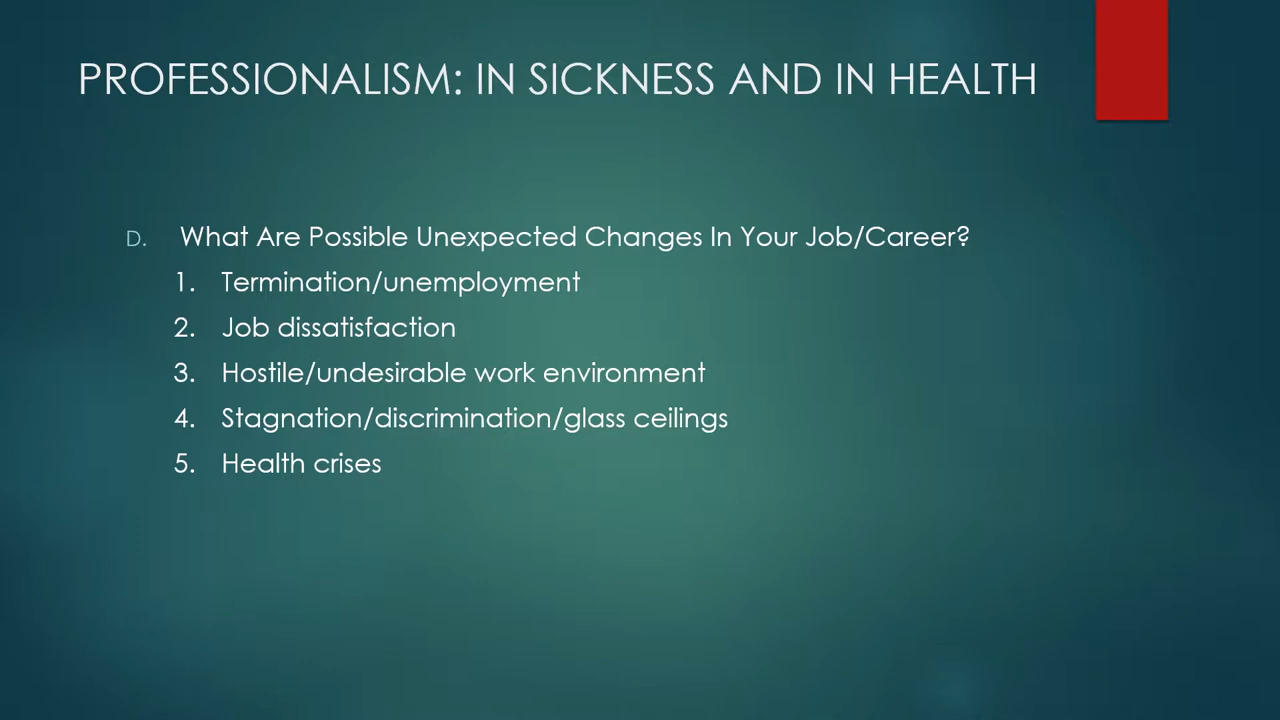 PROFESSIONALISM: IN SICKNESS AND IN HEALTH
D. What Are Possible Unexpected Changes In Your Job/Career?
1. Termination/unemployment
2. Job dissatisfaction
3. Hostile/undesirable work environment
4. Stagnation/discrimination/glass ceilings
5. Health crises